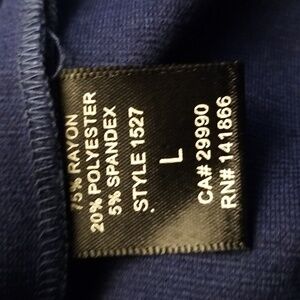 75% RAYON
20% POLYESTER
5% SPANDEX
STYLE 1527
L
CA# 29990
RN# 141866